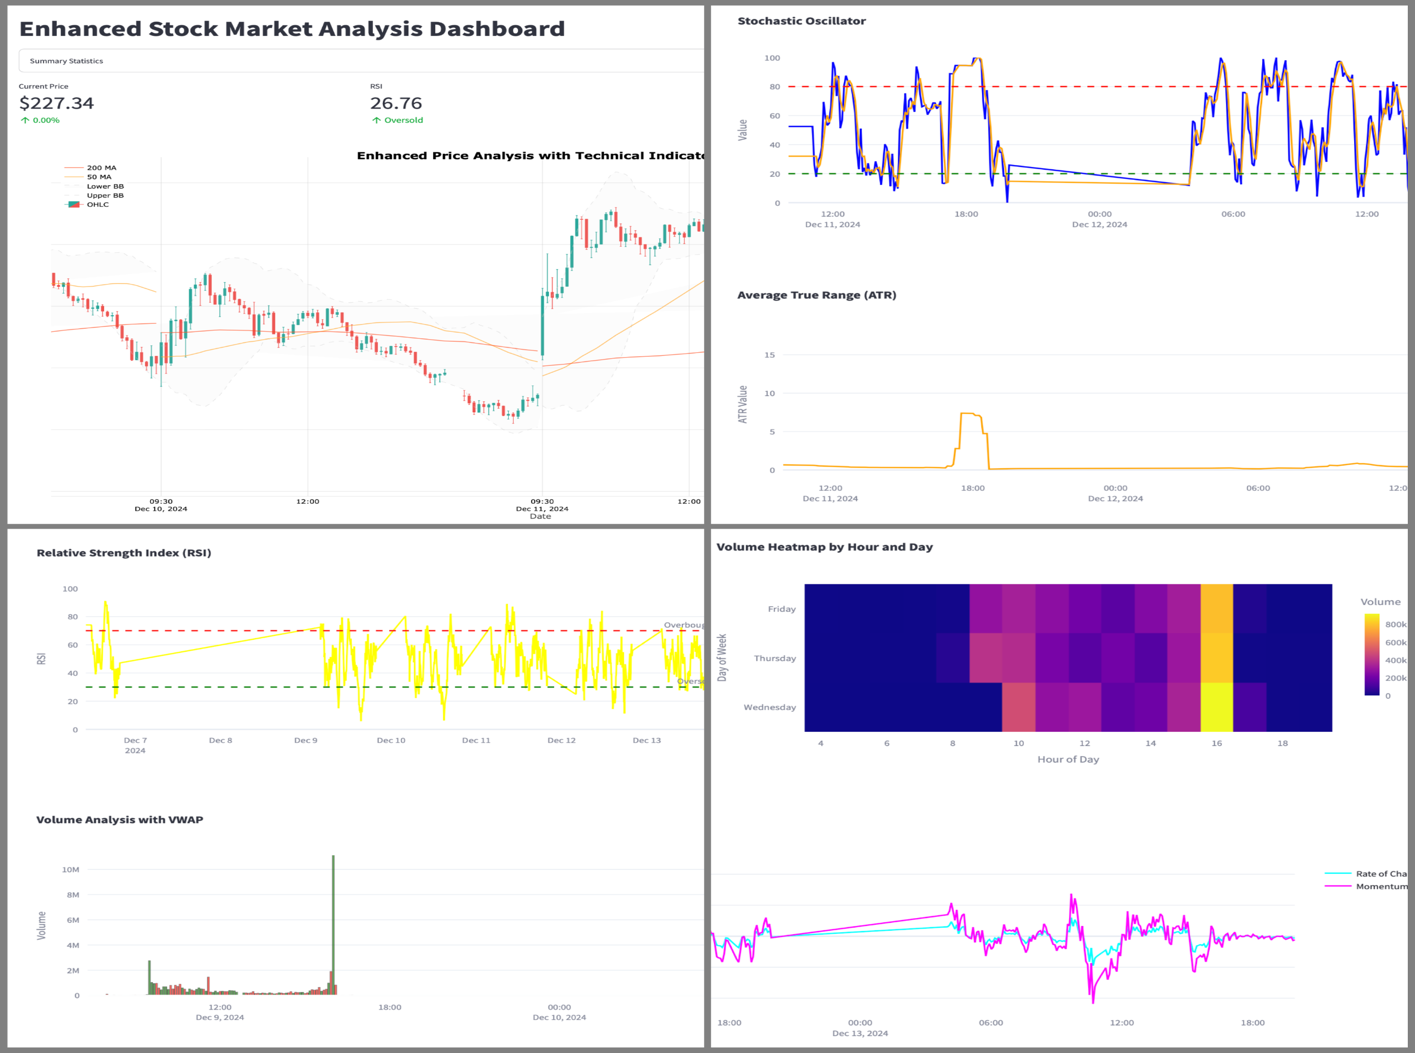 Enhanced Stock Market Analysis Dashboard
Summary Statistics
Current Price
$227.34
↑ 0.00%
RSI
26.76
↑ Oversold
Enhanced Price Analysis with Technical Indicato
200 MA
50 MA
Lower BB
Upper BB
OHLC
09:30 12:00 09:30 12:00
Dec 10, 2024 Dec 11, 2024
Date
Stochastic Oscillator
100
80
60
40
20
0
Value
12:00 18:00 00:00 06:00 12:00
Dec 11, 2024 Dec 12, 2024
Average True Range (ATR)
15
10
5
0
ATR Value
12:00 18:00 00:00 06:00 12:0
Dec 11, 2024 Dec 12, 2024
Relative Strength Index (RSI)
100
80
60
40
20
0
RSI
Overboug
Overso
Dec 7 Dec 8 Dec 9 Dec 10 Dec 11 Dec 12 Dec 13
2024
Volume Analysis with VWAP
10M
8M
6M
4M
2M
0
Volume
12:00 18:00 00:00
Dec 9, 2024 Dec 10, 2024
Volume Heatmap by Hour and Day
Friday
Thursday
Wednesday
Day of Week
4 6 8 10 12 14 16 18
Hour of Day
Volume
800k
600k
400k
200k
0
Rate of Cha
Momentum
18:00 00:00 06:00 12:00 18:00
Dec 13, 2024